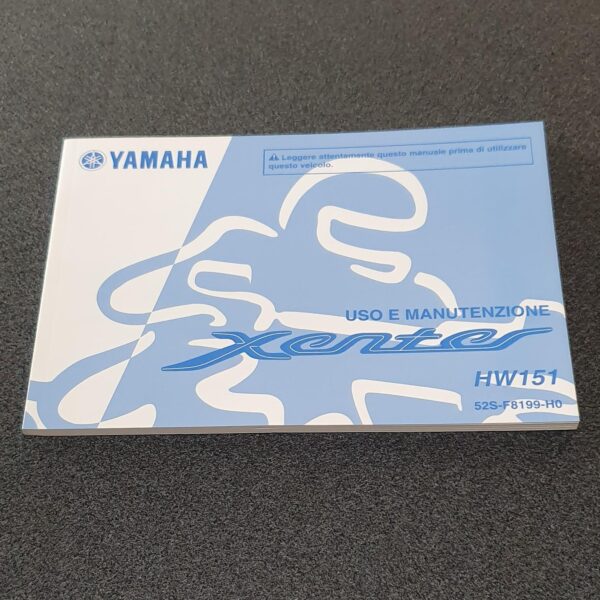 YAMAHA
Leggere attentamente questo manuale prima di utilizzare
questo veicolo.
USO E MANUTENZIONE
Xenter
HW151
52S-F8199-H0